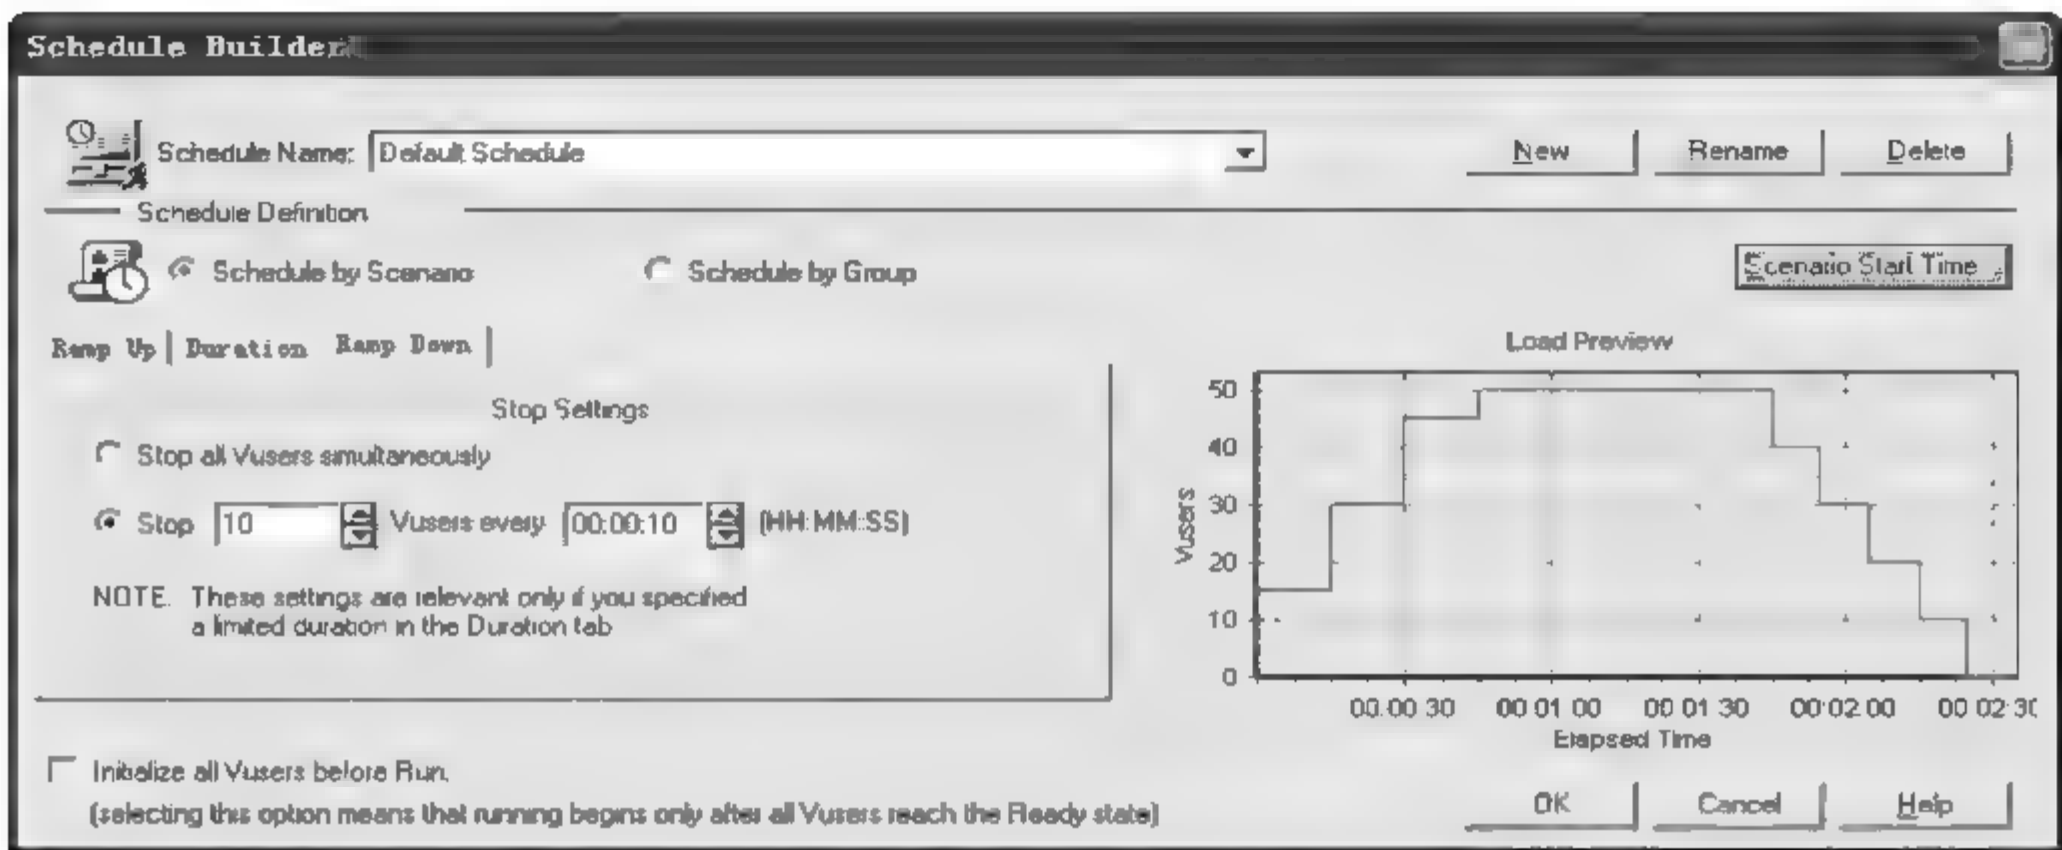 Schedule Builder
Schedule Name: Default Schedule
New
Rename
Delete
Schedule Definition
Schedule by Scenario
Schedule by Group
Scenario Start Time
Ramp Up
Duration
Ramp Down
Load Preview
Stop Settings
Stop all Vusers simultaneously
Stop 10 Vusers every 00:00:10 (HH:MM:SS)
NOTE: These settings are relevant only if you specified
a limited duration in the Duration tab
Vusers
50
40
30
20
10
0
00:00:30
00:01:00
00:01:30
00:02:00
00:02:30
Elapsed Time
Initialize all Vusers before Run.
(selecting this option means that running begins only after all Vusers reach the Ready state)
OK
Cancel
Help